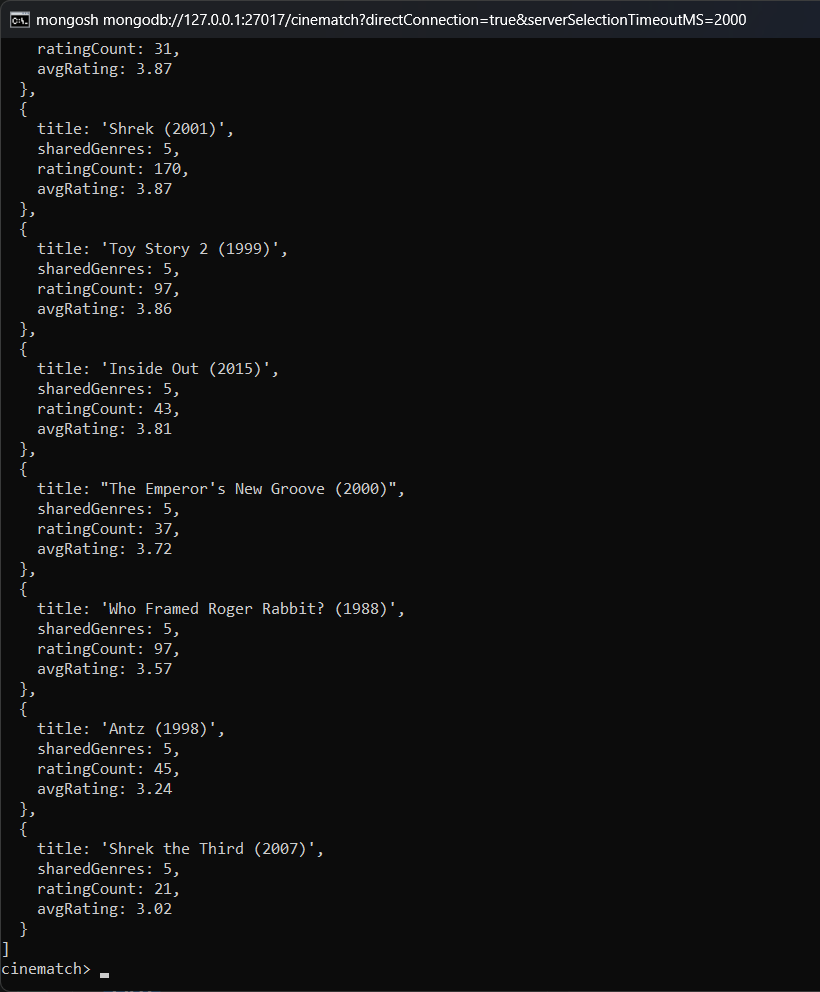 mongosh mongodb://127.0.0.1:27017/cinematch?directConnection=true&serverSelectionTimeoutMS=2000
    ratingCount: 31,
    avgRating: 3.87
  },
  {
    title: 'Shrek (2001)',
    sharedGenres: 5,
    ratingCount: 170,
    avgRating: 3.87
  },
  {
    title: 'Toy Story 2 (1999)',
    sharedGenres: 5,
    ratingCount: 97,
    avgRating: 3.86
  },
  {
    title: 'Inside Out (2015)',
    sharedGenres: 5,
    ratingCount: 43,
    avgRating: 3.81
  },
  {
    title: "The Emperor's New Groove (2000)",
    sharedGenres: 5,
    ratingCount: 37,
    avgRating: 3.72
  },
  {
    title: 'Who Framed Roger Rabbit? (1988)',
    sharedGenres: 5,
    ratingCount: 97,
    avgRating: 3.57
  },
  {
    title: 'Antz (1998)',
    sharedGenres: 5,
    ratingCount: 45,
    avgRating: 3.24
  },
  {
    title: 'Shrek the Third (2007)',
    sharedGenres: 5,
    ratingCount: 21,
    avgRating: 3.02
  }
]
cinematch> _